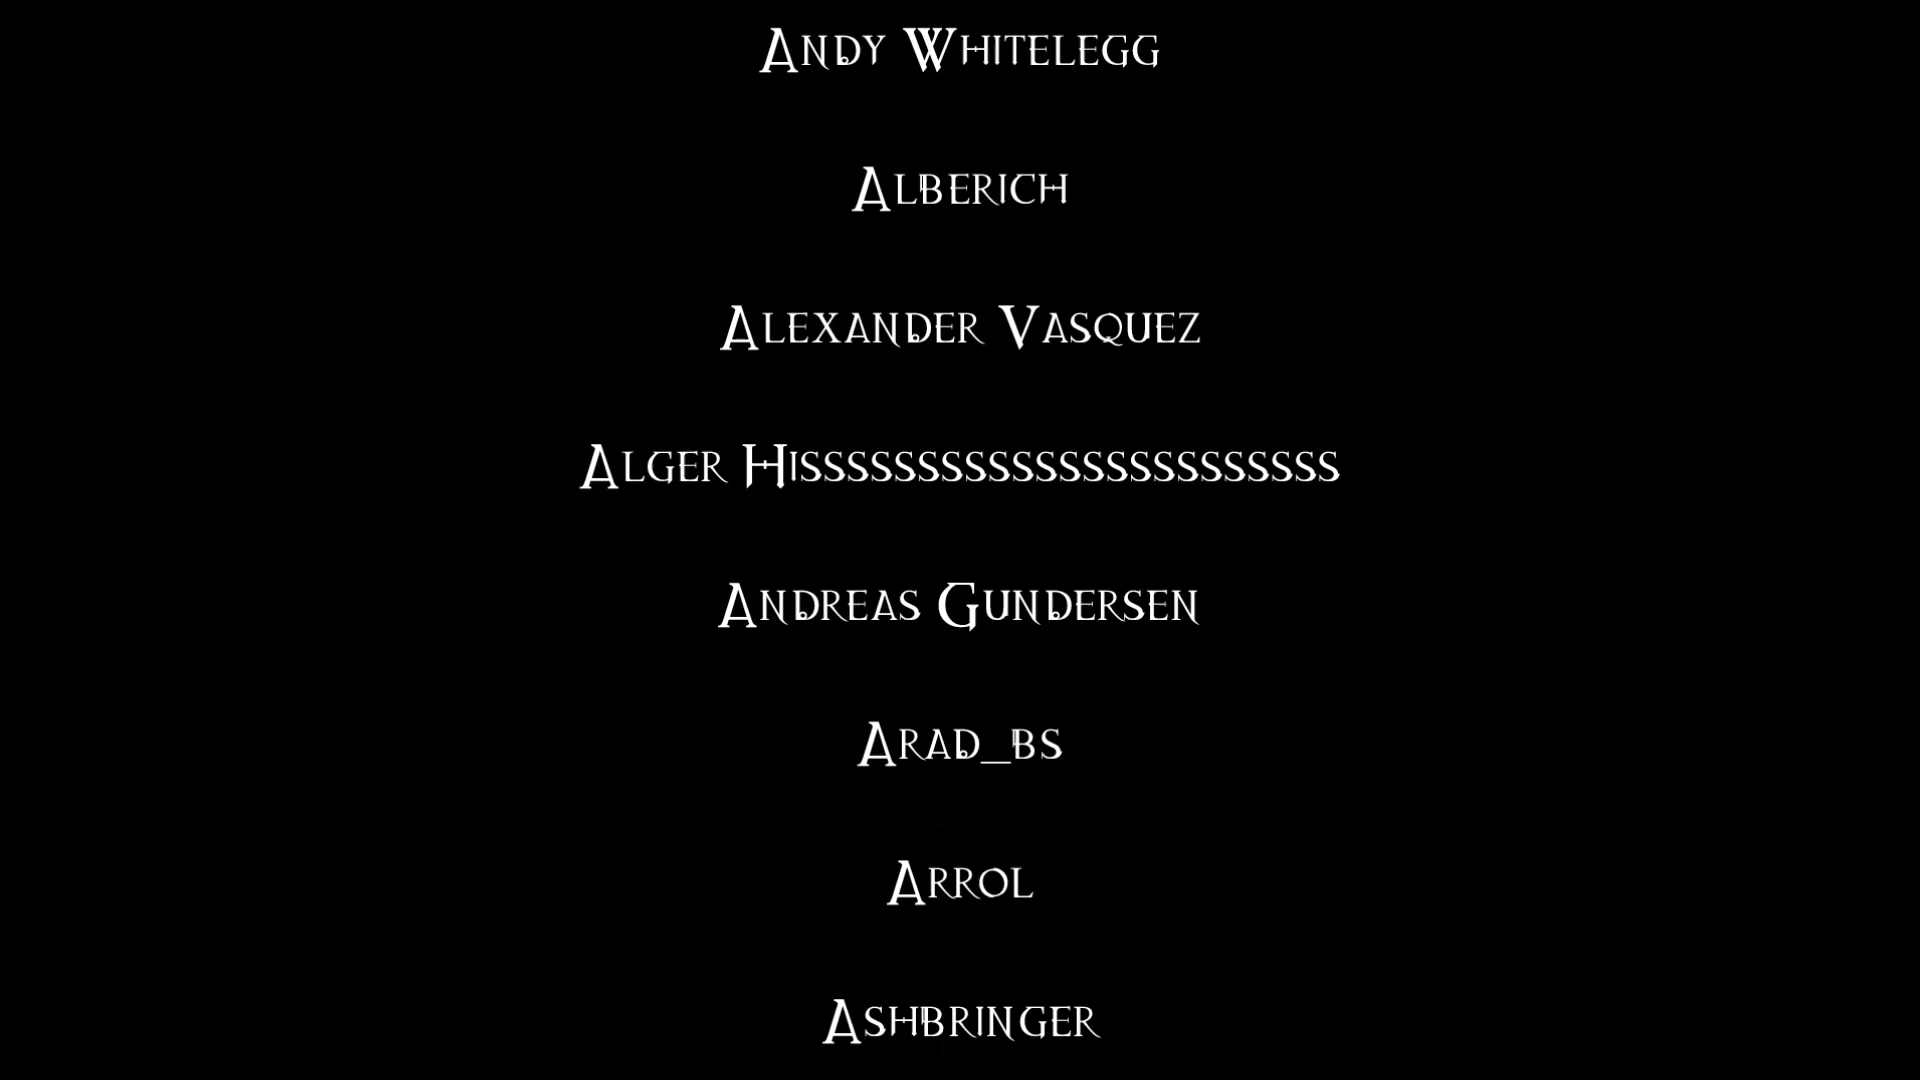 Andy Whitelegg
Alberich
Alexander Vasquez
Alger Hisssssssssssssssssssssss
Andreas Gundersen
Arad_bs
Arrol
Ashbringer